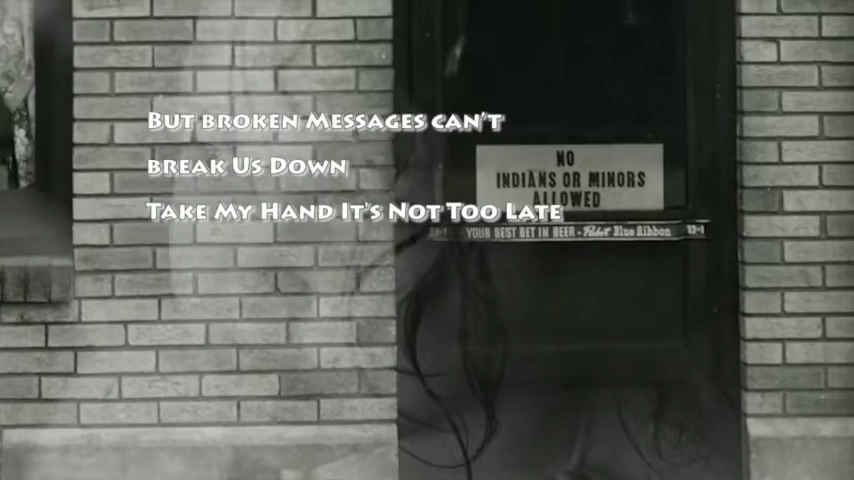 But broken Messages can't
break Us Down
Take My Hand It's Not Too Late
NO
INDIANS OR MINORS
ALLOWED
YOUR BEST BET IN BEER - Pabst Blue Ribbon